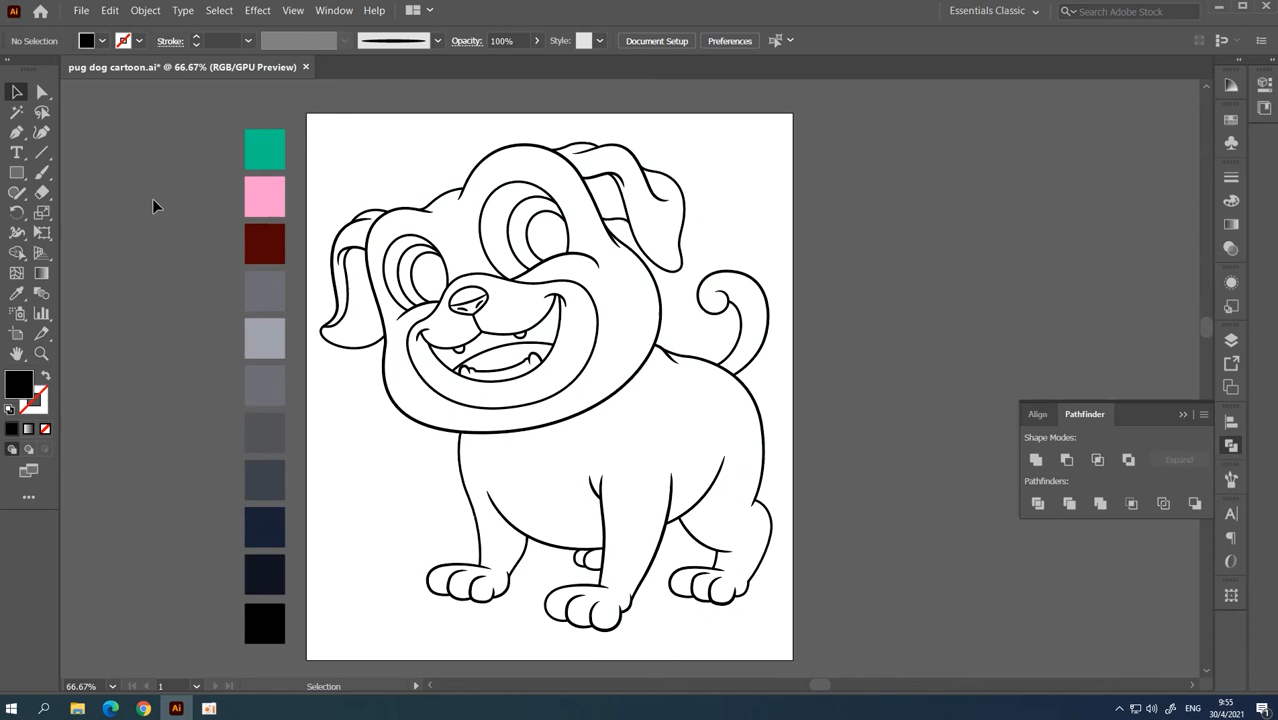 Ai File Edit Object Type Select Effect View Window Help Essentials Classic Search Adobe Stock
No Selection Stroke: Opacity: 100% Style: Document Setup Preferences
pug dog cartoon.ai* @ 66.67% (RGB/GPU Preview)
Align Pathfinder
Shape Modes:
Expand
Pathfinders:
66.67% 1 Selection
Ai ENG 9:55
30/4/2021